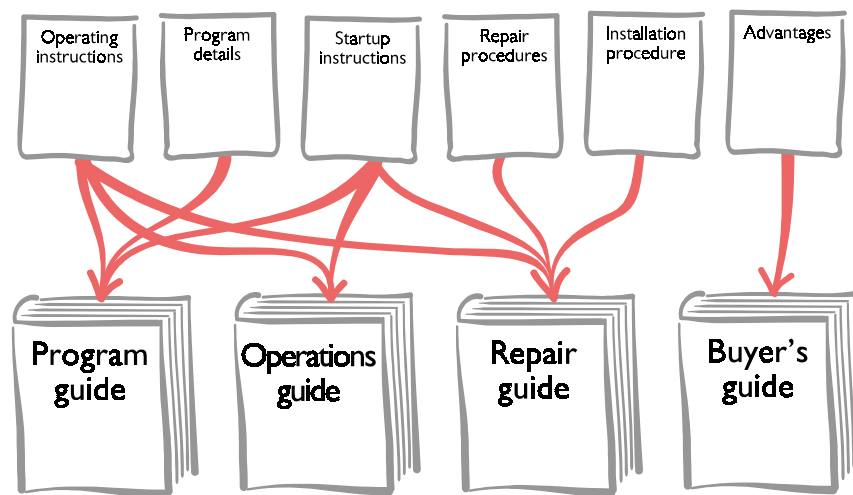 Operating
instructions
Program
details
Startup
instructions
Repair
procedures
Installation
procedure
Advantages
Program
guide
Operations
guide
Repair
guide
Buyer’s
guide